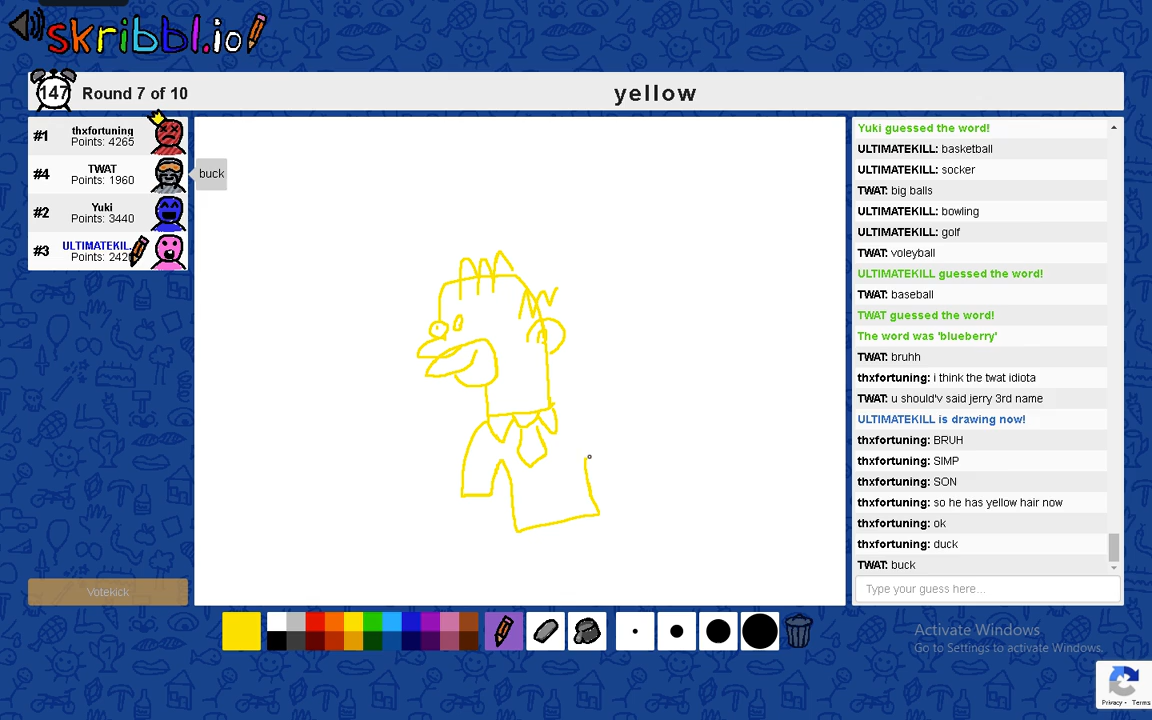 skribbl.io
147 Round 7 of 10
yellow
#1 thxfortuning
Points: 4265
#4 TWAT
Points: 1960
buck
#2 Yuki
Points: 3440
#3 ULTIMATEKIL..
Points: 2420
Votekick
Yuki guessed the word!
ULTIMATEKILL: basketball
ULTIMATEKILL: socker
TWAT: big balls
ULTIMATEKILL: bowling
ULTIMATEKILL: golf
TWAT: voleyball
ULTIMATEKILL guessed the word!
TWAT: baseball
TWAT guessed the word!
The word was 'blueberry'
TWAT: bruhh
thxfortuning: i think the twat idiota
TWAT: u should'v said jerry 3rd name
ULTIMATEKILL is drawing now!
thxfortuning: BRUH
thxfortuning: SIMP
thxfortuning: SON
thxfortuning: so he has yellow hair now
thxfortuning: ok
thxfortuning: duck
TWAT: buck
Type your guess here...
Activate Windows
Go to Settings to activate Windows.
Privacy • Terms